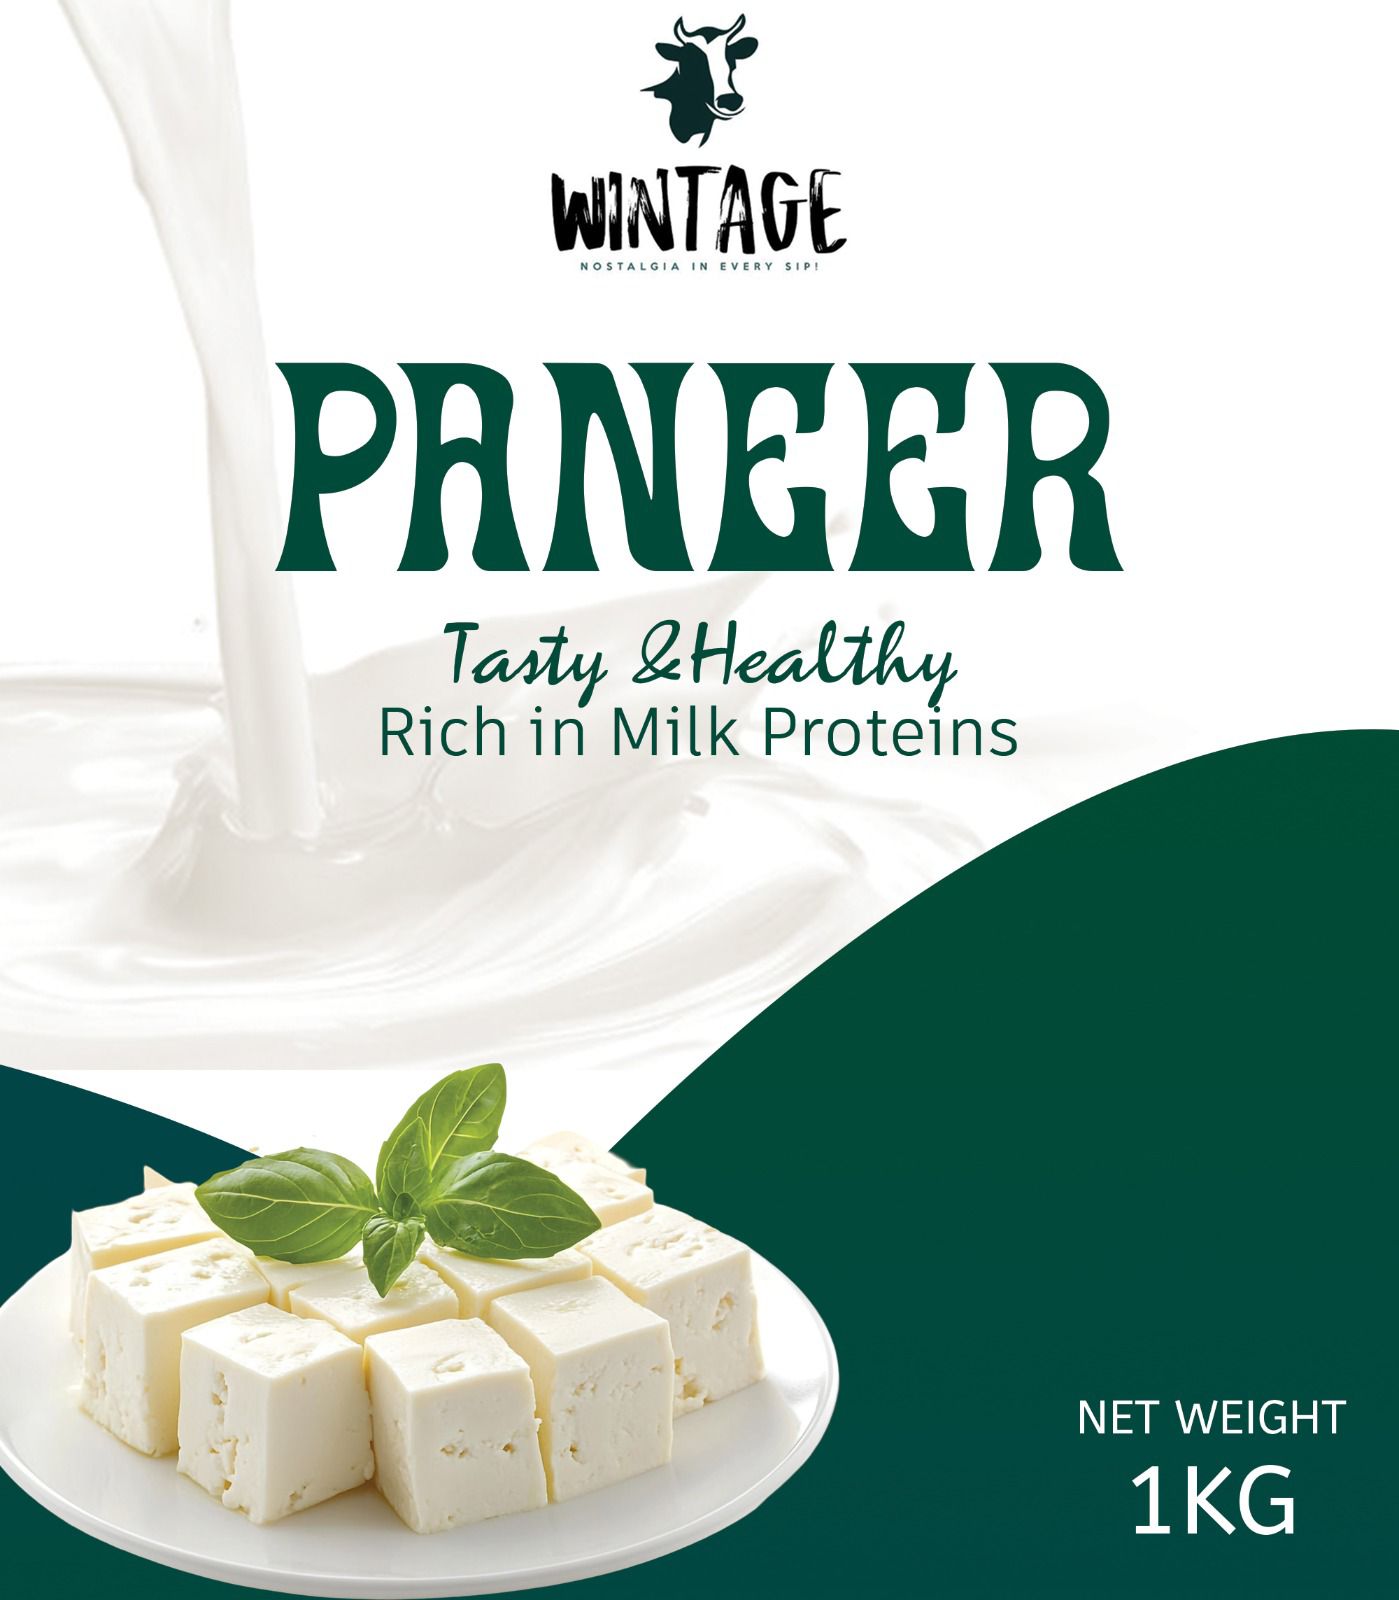 WINTAGE
NOSTALGIA IN EVERY SIP!
PANEER
Tasty &Healthy
Rich in Milk Proteins
NET WEIGHT
1KG